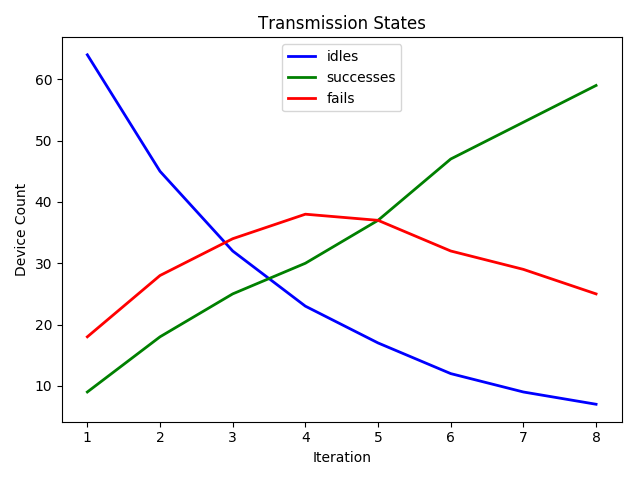 Transmission States
idles
successes
fails
Device Count
60
50
40
30
20
10
1 2 3 4 5 6 7 8
Iteration